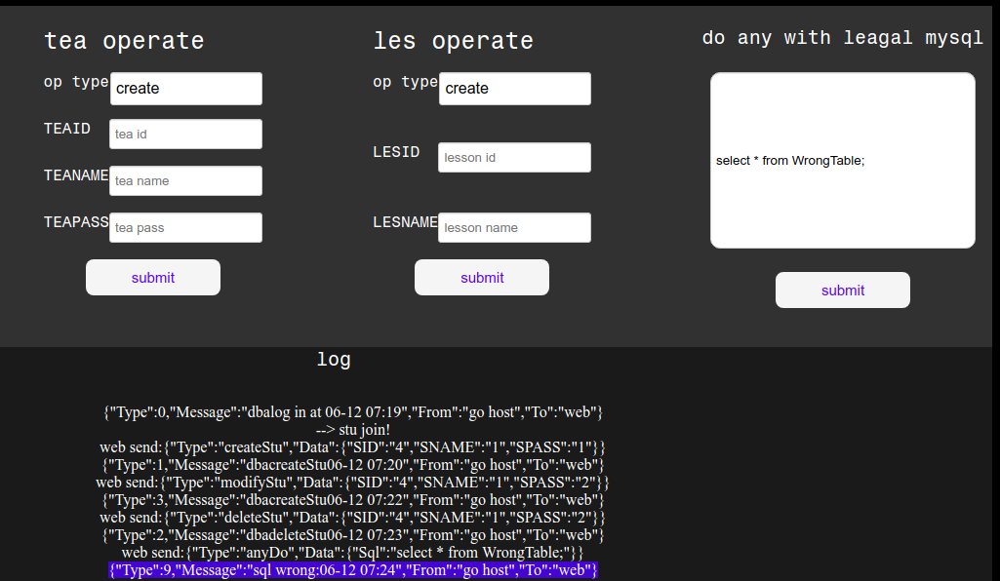 tea operate
op type create
TEAID tea id
TEANAME tea name
TEAPASS tea pass
submit
les operate
op type create
LESID lesson id
LESNAME lesson name
submit
do any with leagal mysql
select * from WrongTable;
submit
log
{"Type":0,"Message":"dbalog in at 06-12 07:19","From":"go host","To":"web"}
--> stu join!
web send:{"Type":"createStu","Data":{"SID":"4","SNAME":"1","SPASS":"1"}}
{"Type":1,"Message":"dbacreateStu06-12 07:20","From":"go host","To":"web"}
web send:{"Type":"modifyStu","Data":{"SID":"4","SNAME":"1","SPASS":"2"}}
{"Type":3,"Message":"dbacreateStu06-12 07:22","From":"go host","To":"web"}
web send:{"Type":"deleteStu","Data":{"SID":"4","SNAME":"1","SPASS":"2"}}
{"Type":2,"Message":"dbadeleteStu06-12 07:23","From":"go host","To":"web"}
web send:{"Type":"anyDo","Data":{"Sql":"select * from WrongTable;"}}
{"Type":9,"Message":"sql wrong:06-12 07:24","From":"go host","To":"web"}